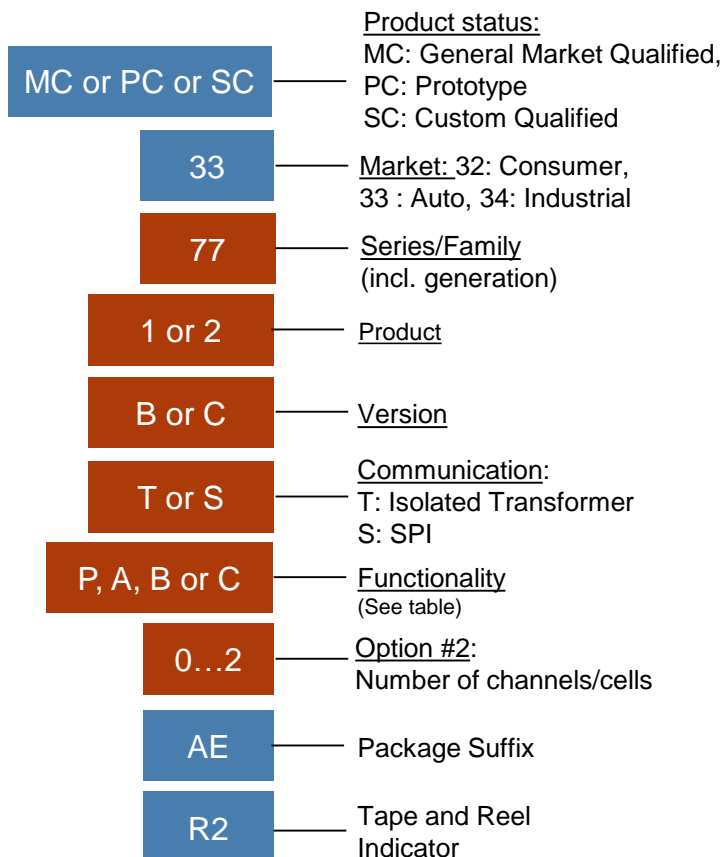 Product status:
MC or PC or SC
MC: General Market Qualified,
PC: Prototype
SC: Custom Qualified
33
Market: 32: Consumer,
33 : Auto, 34: Industrial
77
Series/Family
(incl. generation)
1 or 2
Product
B or C
Version
T or S
Communication:
T: Isolated Transformer
S: SPI
P, A, B or C
Functionality
(See table)
0…2
Option #2:
Number of channels/cells
AE
Package Suffix
R2
Tape and Reel
Indicator